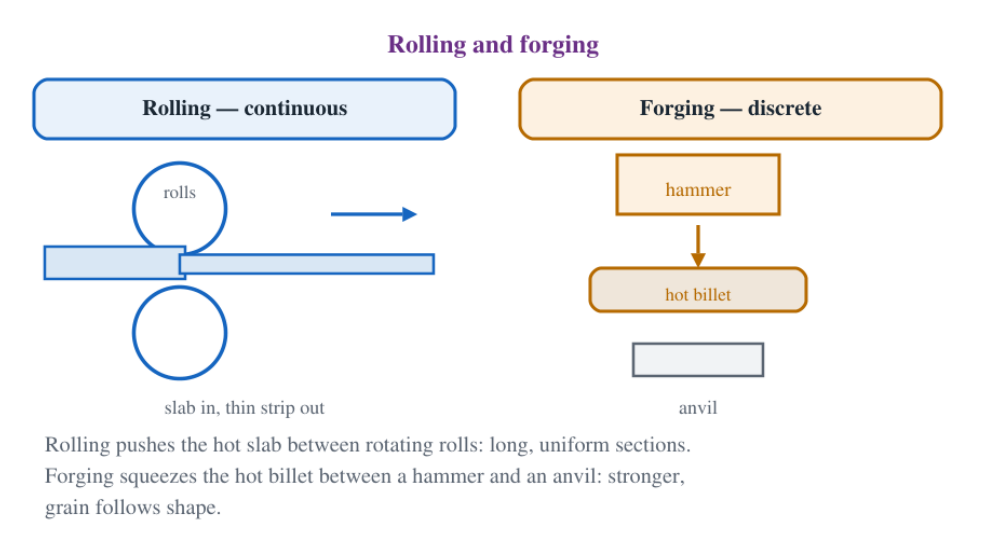 Rolling and forging
Rolling — continuous
Forging — discrete
rolls
hammer
hot billet
slab in, thin strip out
anvil
Rolling pushes the hot slab between rotating rolls: long, uniform sections.
Forging squeezes the hot billet between a hammer and an anvil: stronger,
grain follows shape.